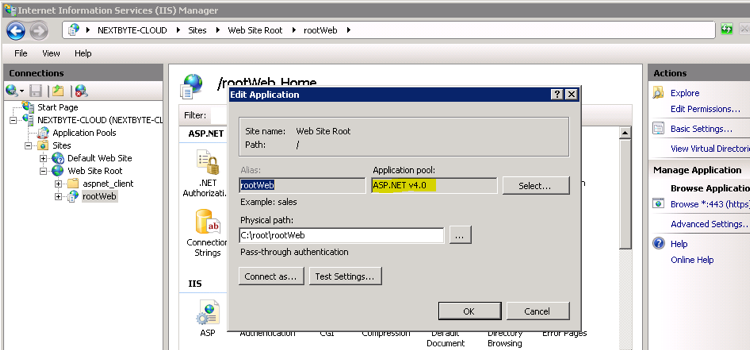 Internet Information Services (IIS) Manager
NEXTBYTE-CLOUD Sites Web Site Root rootWeb
File View Help
Connections
Start Page
NEXTBYTE-CLOUD (NEXTBYTE-CL
Application Pools
Sites
Default Web Site
Web Site Root
aspnet_client
rootWeb
/rootWeb Home
Filter:
ASP.NET
.NET
Authorizati...
Connection
Strings
IIS
ASP Authentication CGI Compression Default Directory Error Pages
Document Browsing
Edit Application
Site name: Web Site Root
Path: /
Alias: Application pool:
rootWeb ASP.NET v4.0 Select...
Example: sales
Physical path:
C:\root\rootWeb ...
Pass-through authentication
Connect as... Test Settings...
OK Cancel
Actions
Explore
Edit Permissions...
Basic Settings...
View Virtual Directorie
Manage Application
Browse Applicatio
Browse *:443 (https)
Advanced Settings...
Help
Online Help